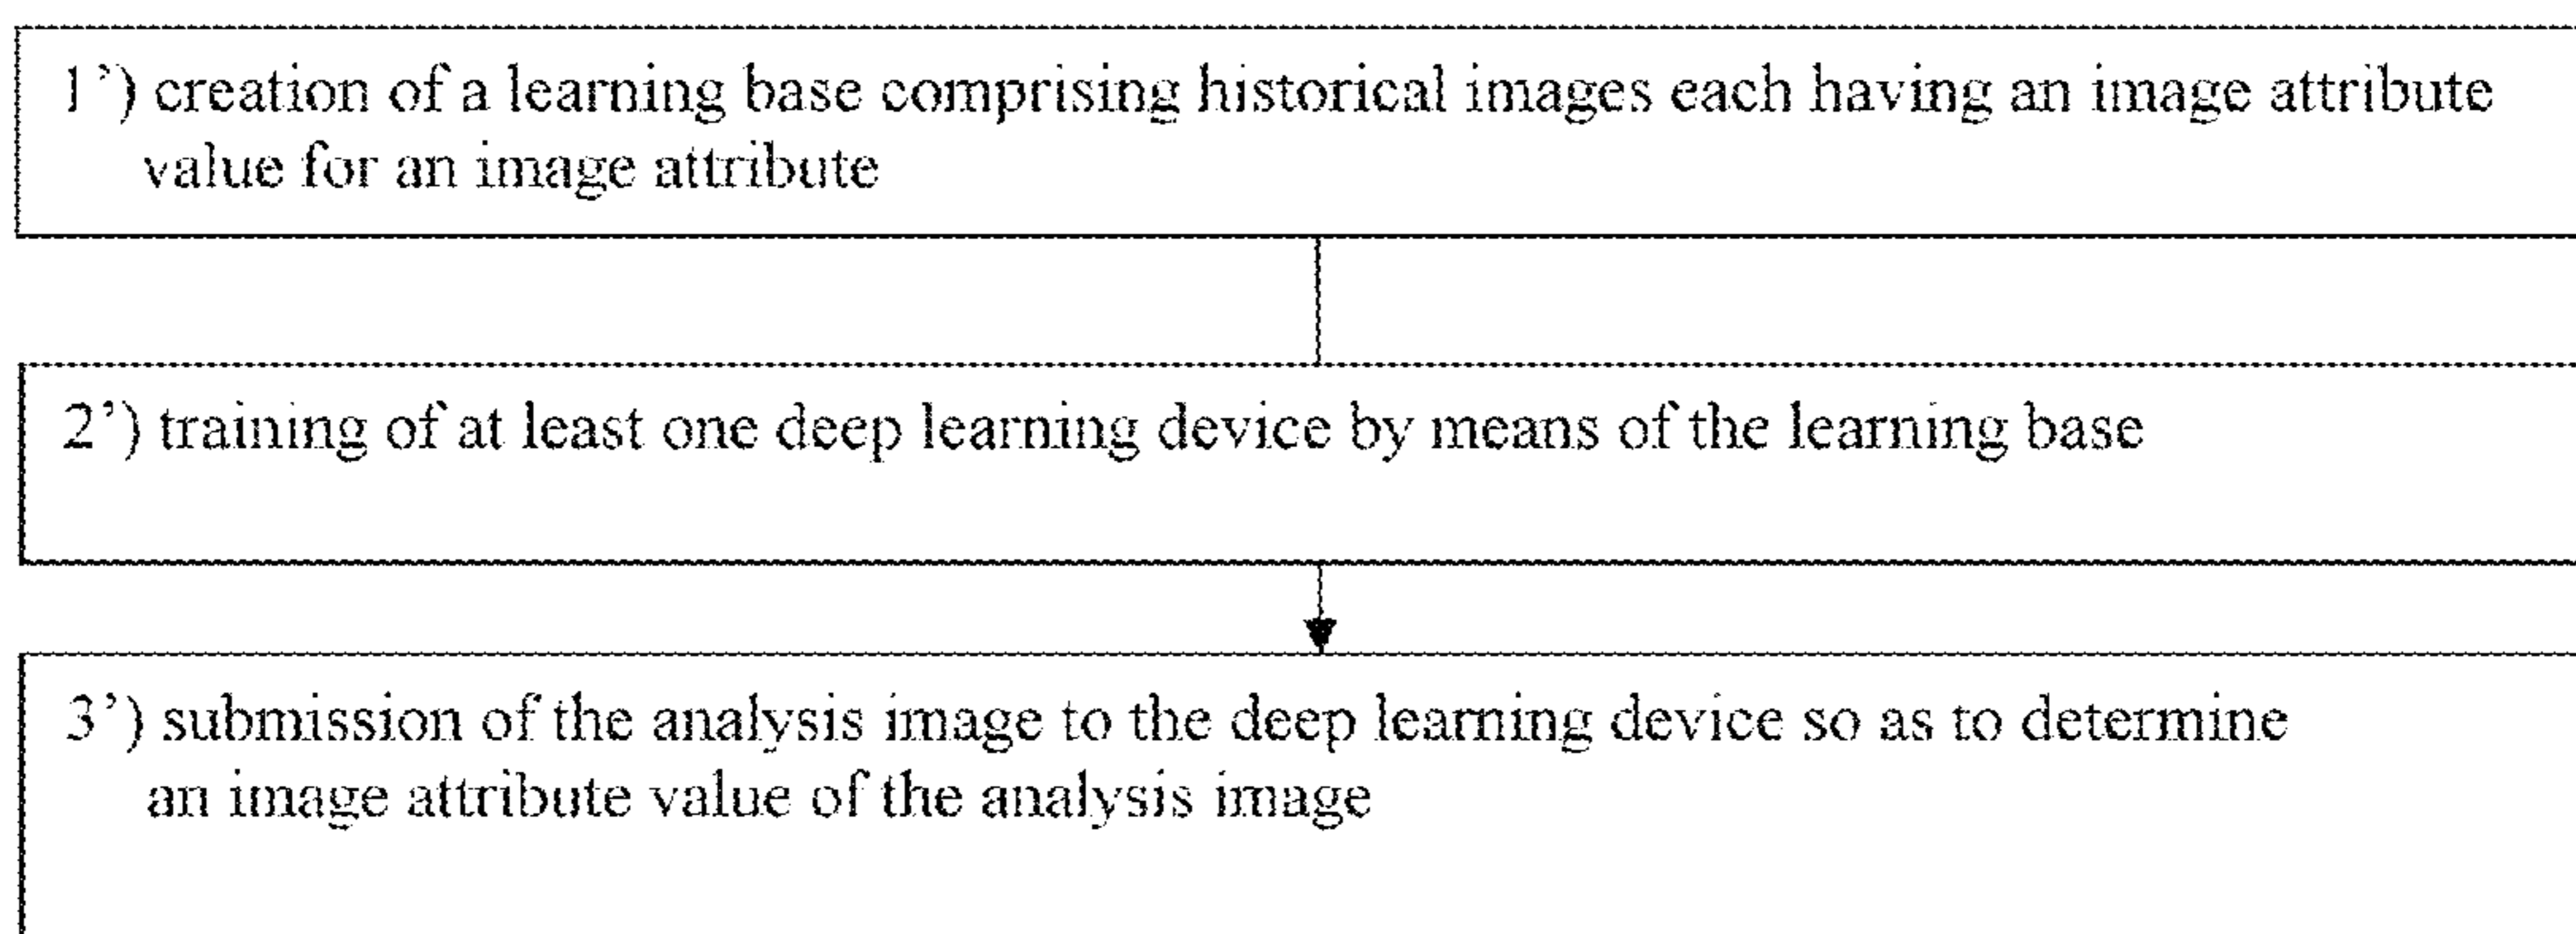 1’) creation of a learning base comprising historical images each having an image attribute
value for an image attribute
2’) training of at least one deep learning device by means of the learning base
3’) submission of the analysis image to the deep learning device so as to determine
an image attribute value of the analysis image